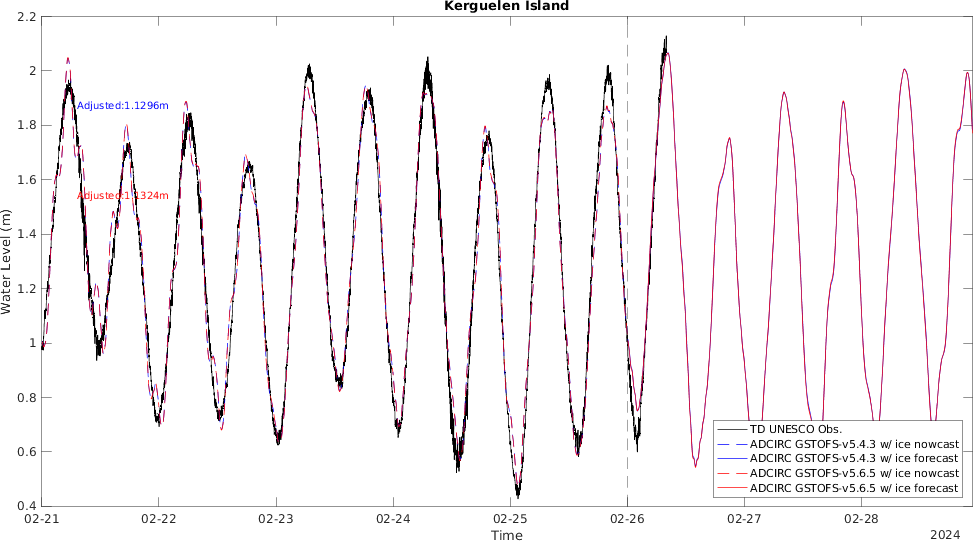 Kerguelen Island
2.2
2
1.8
1.6
1.4
1.2
1
0.8
0.6
0.4
Water Level (m)
Adjusted:1.1296m
Adjusted:1.1324m
TD UNESCO Obs.
ADCIRC GSTOFS-v5.4.3 w/ ice nowcast
ADCIRC GSTOFS-v5.4.3 w/ ice forecast
ADCIRC GSTOFS-v5.6.5 w/ ice nowcast
ADCIRC GSTOFS-v5.6.5 w/ ice forecast
02-21 02-22 02-23 02-24 02-25 02-26 02-27 02-28
Time
2024